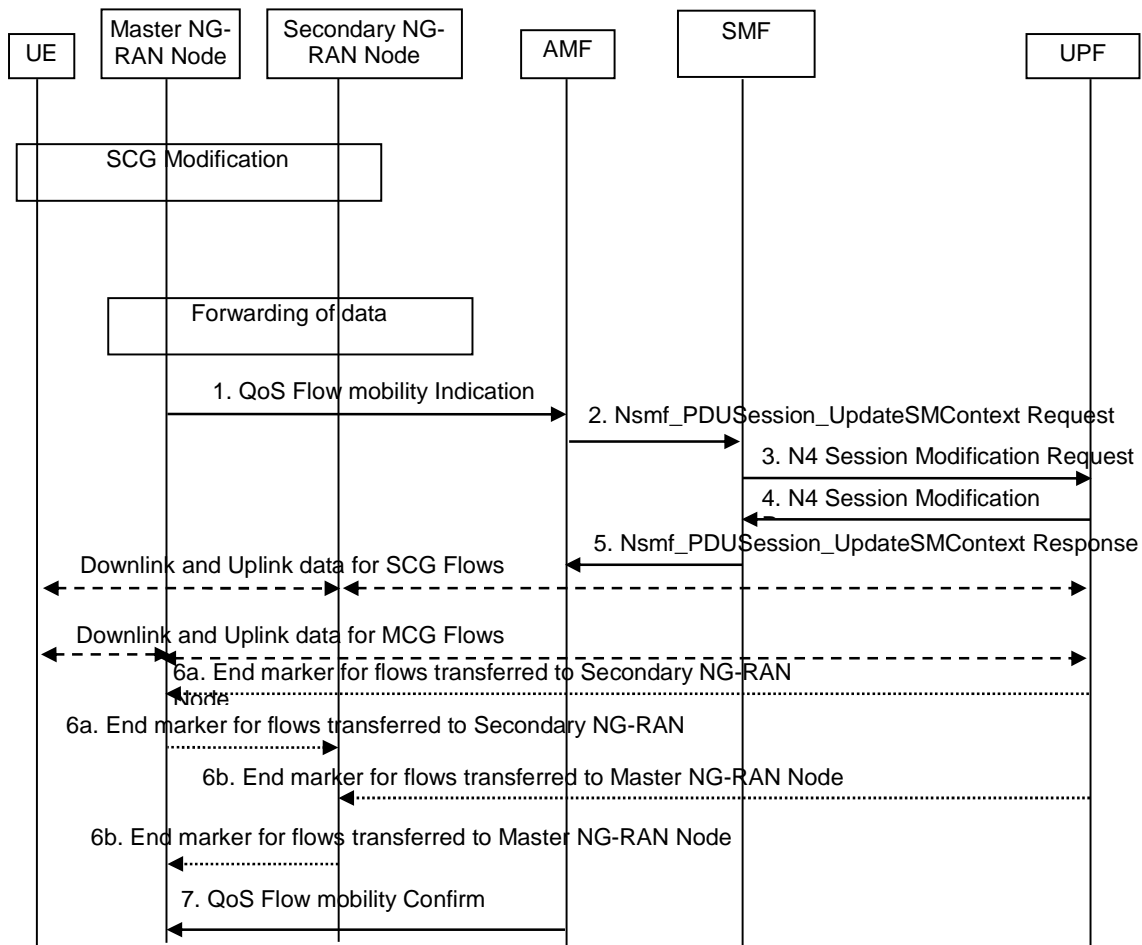 Master NG-
RAN Node
Secondary NG-
RAN Node
UE
AMF
SMF
UPF
SCG Modification
Forwarding of data
1. QoS Flow mobility Indication
2. Nsmf_PDUSession_UpdateSMContext Request
3. N4 Session Modification Request
4. N4 Session Modification
5. Nsmf_PDUSession_UpdateSMContext Response
Downlink and Uplink data for SCG Flows
Downlink and Uplink data for MCG Flows
6a. End marker for flows transferred to Secondary NG-RAN
Node
6a. End marker for flows transferred to Secondary NG-RAN
6b. End marker for flows transferred to Master NG-RAN Node
6b. End marker for flows transferred to Master NG-RAN Node
7. QoS Flow mobility Confirm